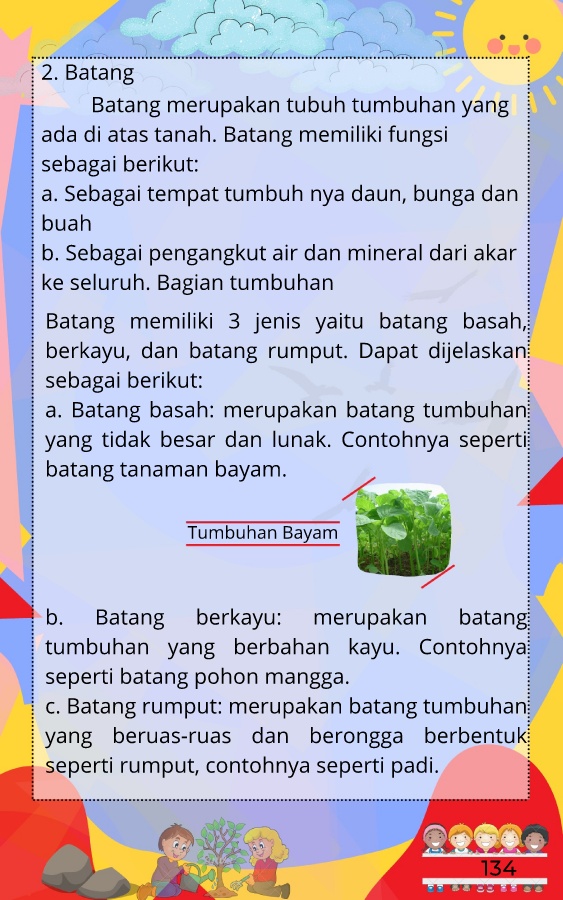 2. Batang
Batang merupakan tubuh tumbuhan yang
ada di atas tanah. Batang memiliki fungsi
sebagai berikut:
a. Sebagai tempat tumbuh nya daun, bunga dan
buah
b. Sebagai pengangkut air dan mineral dari akar
ke seluruh. Bagian tumbuhan
Batang memiliki 3 jenis yaitu batang basah,
berkayu, dan batang rumput. Dapat dijelaskan
sebagai berikut:
a. Batang basah: merupakan batang tumbuhan
yang tidak besar dan lunak. Contohnya seperti
batang tanaman bayam.
Tumbuhan Bayam
b. Batang berkayu: merupakan batang
tumbuhan yang berbahan kayu. Contohnya
seperti batang pohon mangga.
c. Batang rumput: merupakan batang tumbuhan
yang beruas-ruas dan berongga berbentuk
seperti rumput, contohnya seperti padi.
134